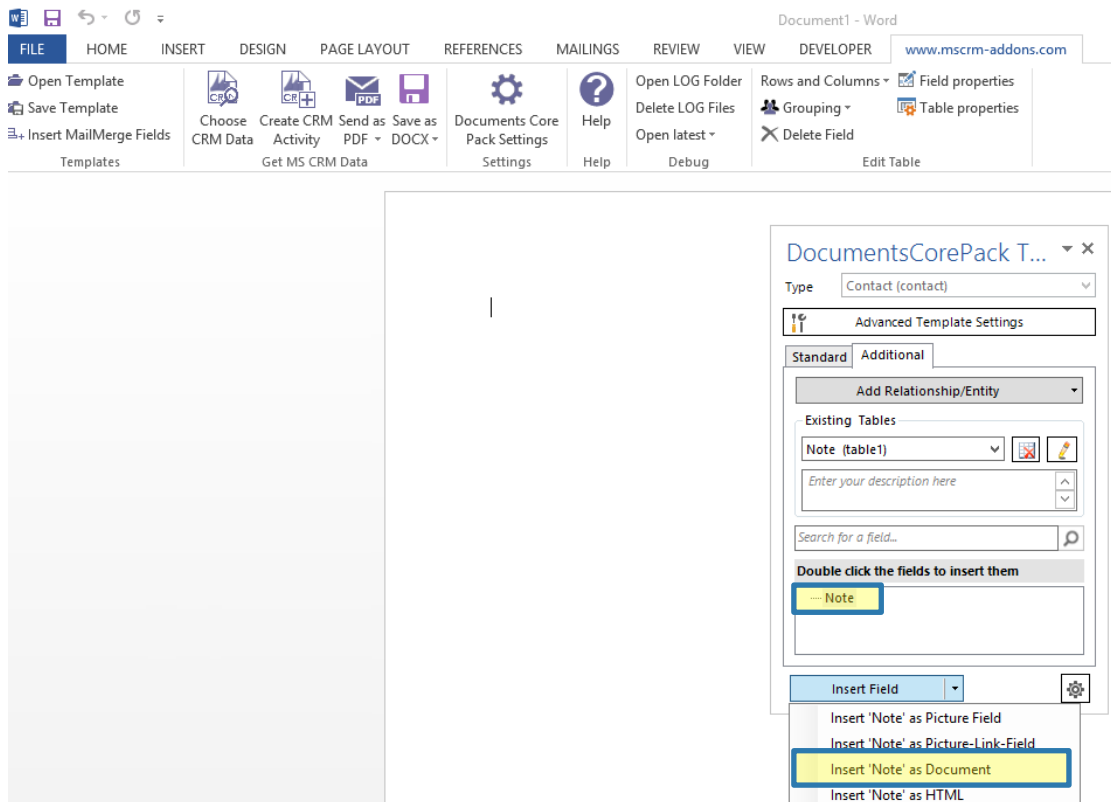 Document1 - Word
FILE HOME INSERT DESIGN PAGE LAYOUT REFERENCES MAILINGS REVIEW VIEW DEVELOPER www.mscrm-addons.com
Open Template
Save Template
Insert MailMerge Fields
Templates
Choose CRM Data
Create CRM Activity
Send as PDF
Save as DOCX
Get MS CRM Data
Documents Core Pack Settings
Settings
Help
Help
Open LOG Folder
Delete LOG Files
Open latest
Debug
Rows and Columns
Grouping
Delete Field
Field properties
Table properties
Edit Table
DocumentsCorePack T...
Type Contact (contact)
Advanced Template Settings
Standard Additional
Add Relationship/Entity
Existing Tables
Note (table1)
Enter your description here
Search for a field...
Double click the fields to insert them
Note
Insert Field
Insert 'Note' as Picture Field
Insert 'Note' as Picture-Link-Field
Insert 'Note' as Document
Insert 'Note' as HTML